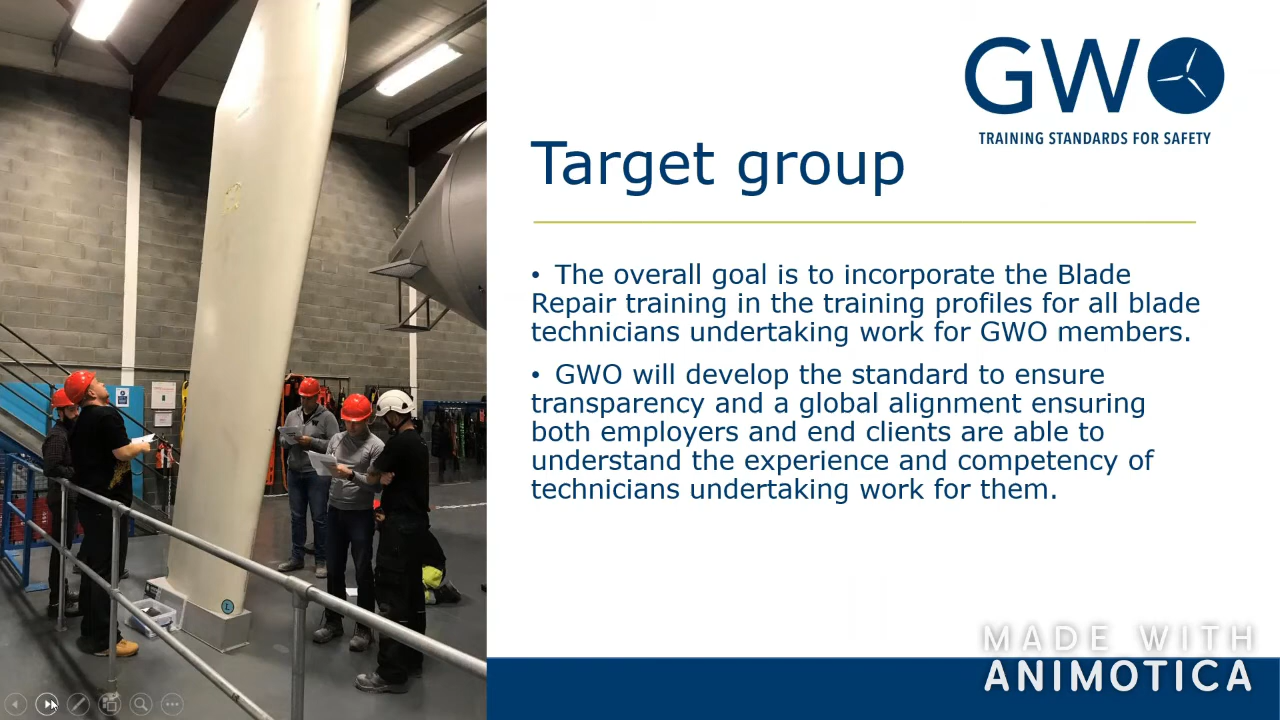 GWO
TRAINING STANDARDS FOR SAFETY
Target group
• The overall goal is to incorporate the Blade
Repair training in the training profiles for all blade
technicians undertaking work for GWO members.
• GWO will develop the standard to ensure
transparency and a global alignment ensuring
both employers and end clients are able to
understand the experience and competency of
technicians undertaking work for them.
MADE WITH
ANIMOTICA